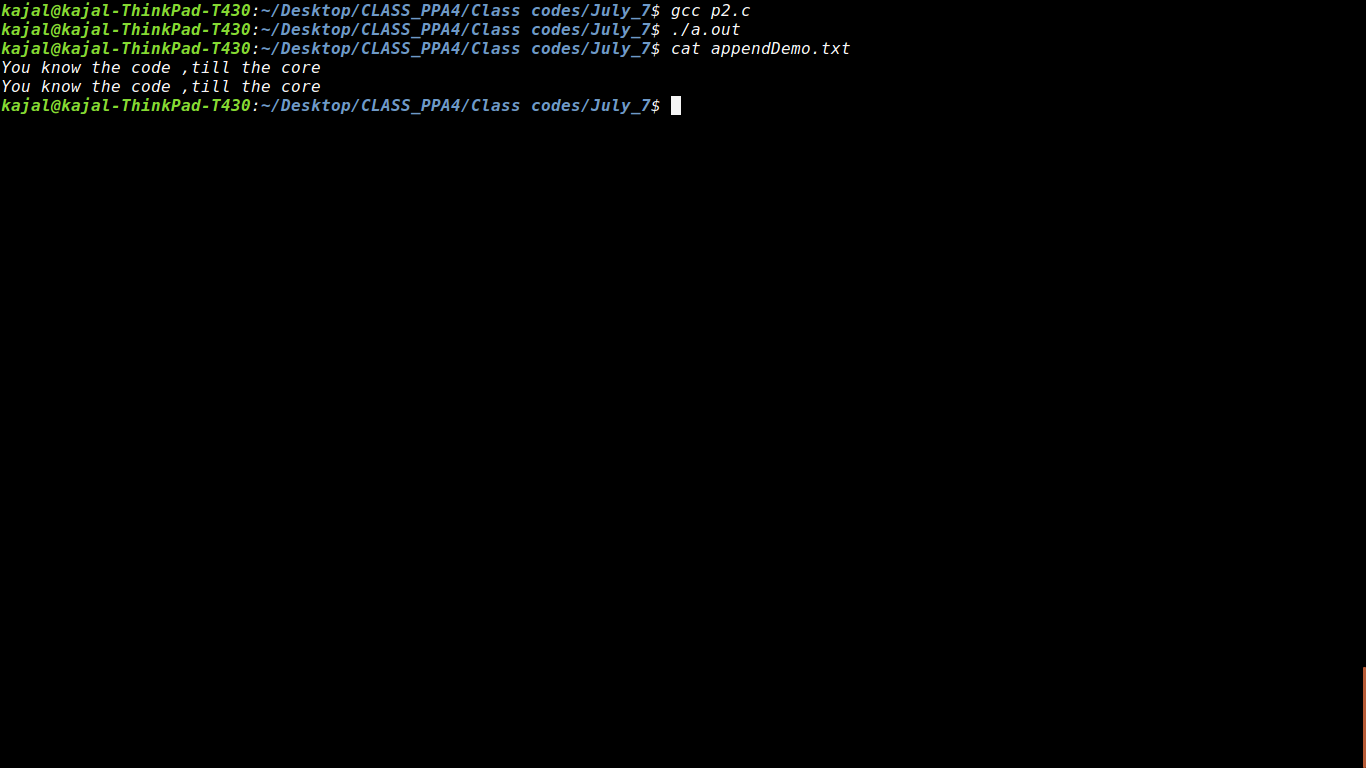 kajal@kajal-ThinkPad-T430:~/Desktop/CLASS_PPA4/Class codes/July_7$ gcc p2.c
kajal@kajal-ThinkPad-T430:~/Desktop/CLASS_PPA4/Class codes/July_7$ ./a.out
kajal@kajal-ThinkPad-T430:~/Desktop/CLASS_PPA4/Class codes/July_7$ cat appendDemo.txt
You know the code ,till the core
You know the code ,till the core
kajal@kajal-ThinkPad-T430:~/Desktop/CLASS_PPA4/Class codes/July_7$